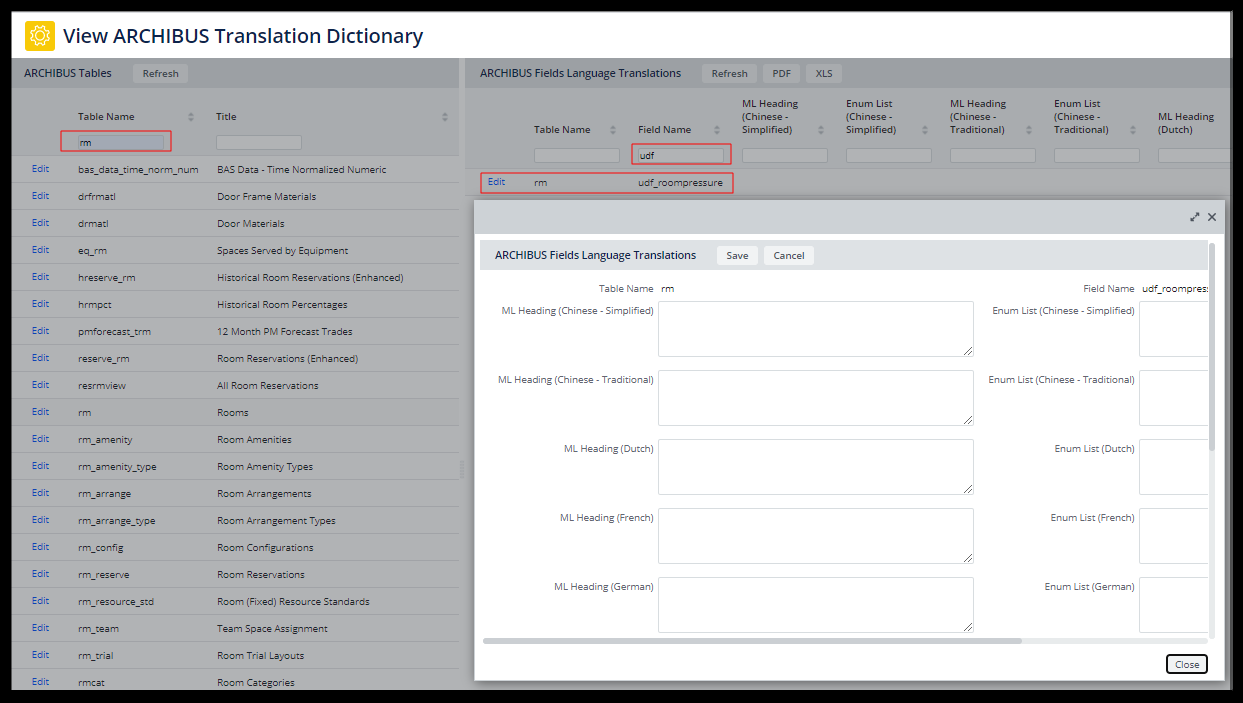 View ARCHIBUS Translation Dictionary
ARCHIBUS Tables Refresh
Table Name Title
rm
Edit bas_data_time_norm_num BAS Data - Time Normalized Numeric
Edit drfrmatl Door Frame Materials
Edit drmatl Door Materials
Edit eq_rm Spaces Served by Equipment
Edit hreserve_rm Historical Room Reservations (Enhanced)
Edit hrmpct Historical Room Percentages
Edit pmforecast_trm 12 Month PM Forecast Trades
Edit reserve_rm Room Reservations (Enhanced)
Edit resrmview All Room Reservations
Edit rm Rooms
Edit rm_amenity Room Amenities
Edit rm_amenity_type Room Amenity Types
Edit rm_arrange Room Arrangements
Edit rm_arrange_type Room Arrangement Types
Edit rm_config Room Configurations
Edit rm_reserve Room Reservations
Edit rm_resource_std Room (Fixed) Resource Standards
Edit rm_team Team Space Assignment
Edit rm_trial Room Trial Layouts
Edit rmcat Room Categories
ARCHIBUS Fields Language Translations Refresh PDF XLS
Table Name
Field Name
ML Heading
(Chinese -
Simplified)
Enum List
(Chinese -
Simplified)
ML Heading
(Chinese -
Traditional)
Enum List
(Chinese -
Traditional)
ML Heading
(Dutch)
udf
Edit rm udf_roompressure
ARCHIBUS Fields Language Translations Save Cancel
Table Name rm Field Name udf_roompress
ML Heading (Chinese - Simplified) Enum List (Chinese - Simplified)
ML Heading (Chinese - Traditional) Enum List (Chinese - Traditional)
ML Heading (Dutch) Enum List (Dutch)
ML Heading (French) Enum List (French)
ML Heading (German) Enum List (German)
Close